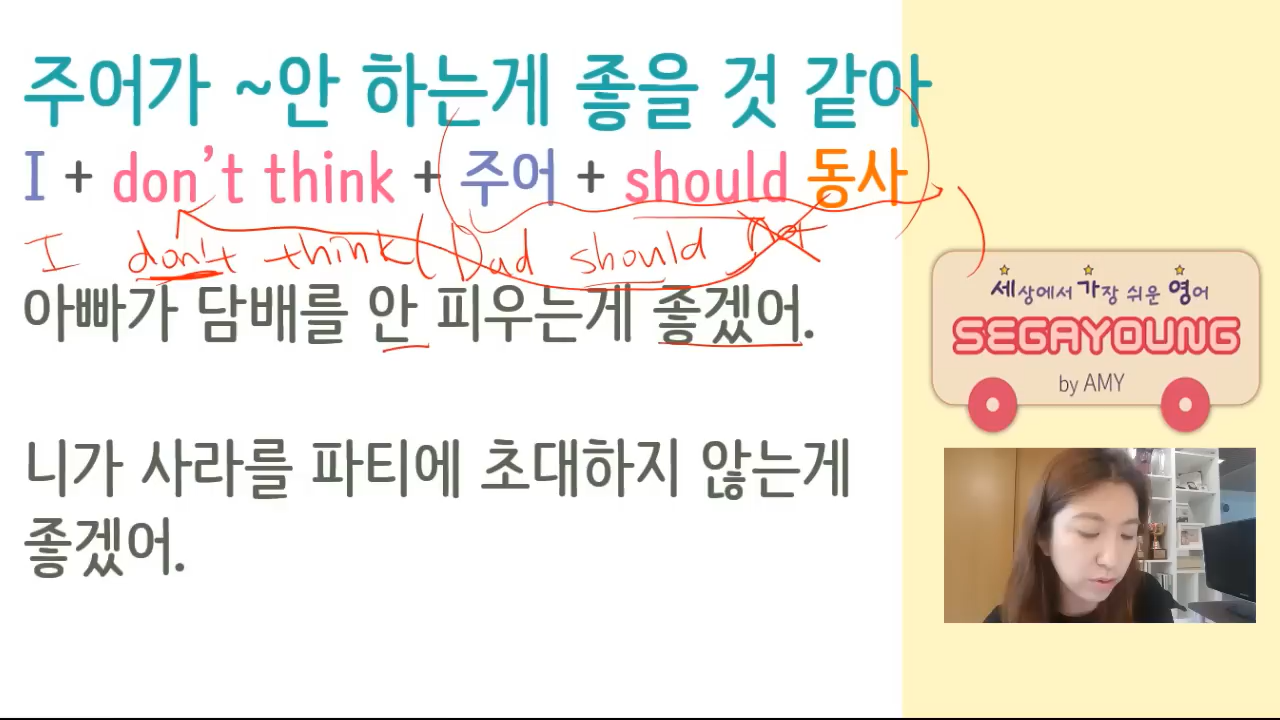 주어가 ~안 하는게 좋을 것 같아
I + don't think + 주어 + should 동사
I don't think ( Dad should not
아빠가 담배를 안 피우는게 좋겠어.
니가 사라를 파티에 초대하지 않는게
좋겠어.
세상에서 가장 쉬운 영어
SEGAYOUNG
by AMY